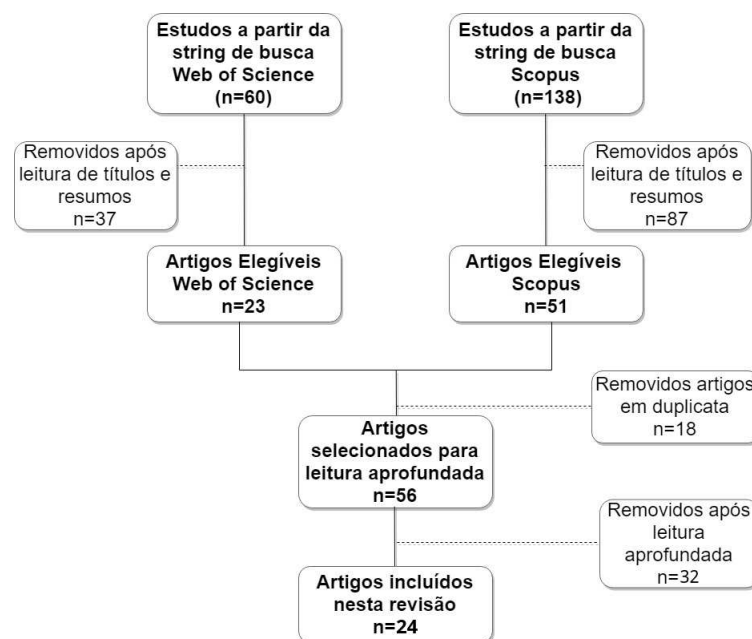 Estudos a partir da
string de busca
Web of Science
(n=60)
Estudos a partir da
string de busca
Scopus
(n=138)
Removidos após
leitura de títulos e
resumos
n=37
Removidos após
leitura de títulos e
resumos
n=87
Artigos Elegíveis
Web of Science
n=23
Artigos Elegíveis
Scopus
n=51
Removidos artigos
em duplicata
n=18
Artigos
selecionados para
leitura aprofundada
n=56
Removidos após
leitura
aprofundada
n=32
Artigos incluídos
nesta revisão
n=24